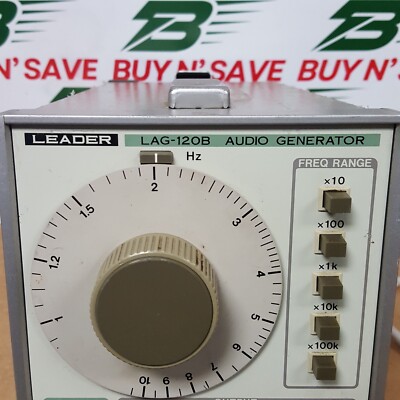 B B B
BUY N' SAVE BUY N' SAVE BUY N'
LEADER LAG-120B AUDIO GENERATOR
Hz
FREQ RANGE
×10
×100
×1k
×10k
×100k
1
1.2
1.5
2
3
4
5
6
7
8
9
10